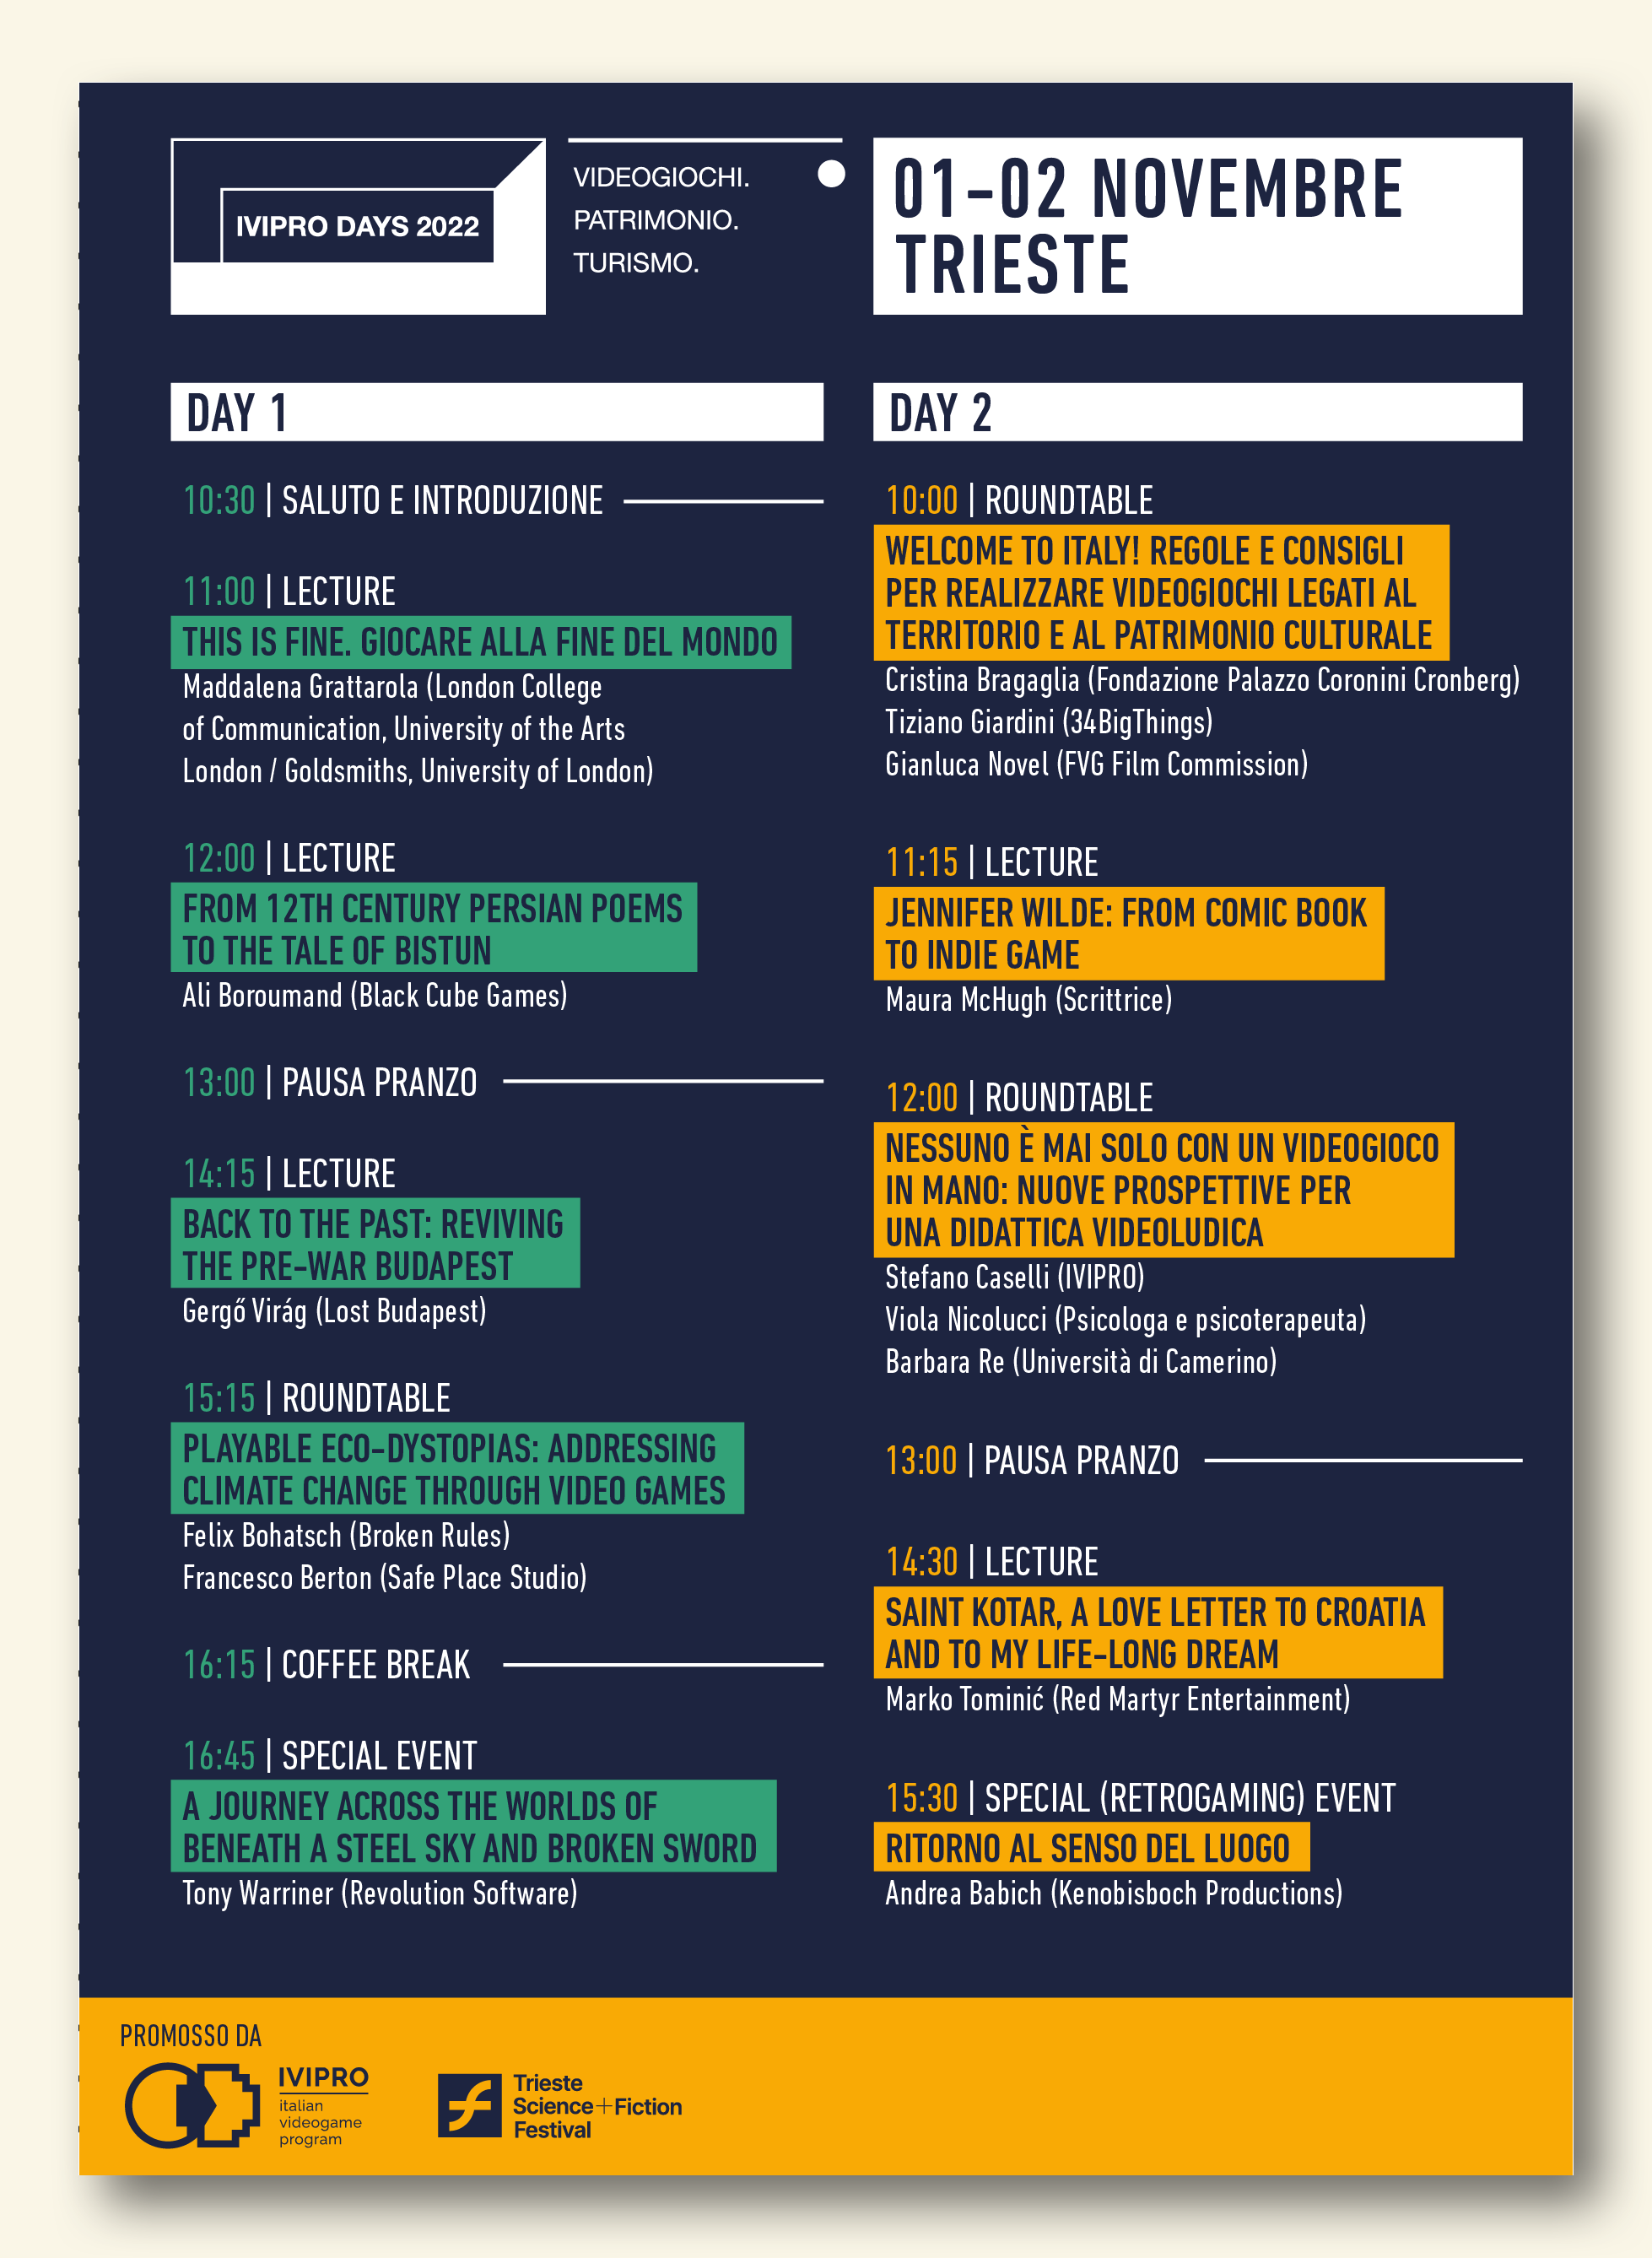 IVIPRO DAYS 2022
VIDEOGIOCHI.
PATRIMONIO.
TURISMO.
01-02 NOVEMBRE
TRIESTE
DAY 1
10:30 | SALUTO E INTRODUZIONE
11:00 | LECTURE
THIS IS FINE. GIOCARE ALLA FINE DEL MONDO
Maddalena Grattarola (London College
of Communication, University of the Arts
London / Goldsmiths, University of London)
12:00 | LECTURE
FROM 12TH CENTURY PERSIAN POEMS
TO THE TALE OF BISTUN
Ali Boroumand (Black Cube Games)
13:00 | PAUSA PRANZO
14:15 | LECTURE
BACK TO THE PAST: REVIVING
THE PRE-WAR BUDAPEST
Gergő Virág (Lost Budapest)
15:15 | ROUNDTABLE
PLAYABLE ECO-DYSTOPIAS: ADDRESSING
CLIMATE CHANGE THROUGH VIDEO GAMES
Felix Bohatsch (Broken Rules)
Francesco Berton (Safe Place Studio)
16:15 | COFFEE BREAK
16:45 | SPECIAL EVENT
A JOURNEY ACROSS THE WORLDS OF
BENEATH A STEEL SKY AND BROKEN SWORD
Tony Warriner (Revolution Software)
DAY 2
10:00 | ROUNDTABLE
WELCOME TO ITALY! REGOLE E CONSIGLI
PER REALIZZARE VIDEOGIOCHI LEGATI AL
TERRITORIO E AL PATRIMONIO CULTURALE
Cristina Bragaglia (Fondazione Palazzo Coronini Cronberg)
Tiziano Giardini (34BigThings)
Gianluca Novel (FVG Film Commission)
11:15 | LECTURE
JENNIFER WILDE: FROM COMIC BOOK
TO INDIE GAME
Maura McHugh (Scrittrice)
12:00 | ROUNDTABLE
NESSUNO È MAI SOLO CON UN VIDEOGIOCO
IN MANO: NUOVE PROSPETTIVE PER
UNA DIDATTICA VIDEOLUDICA
Stefano Caselli (IVIPRO)
Viola Nicolucci (Psicologa e psicoterapeuta)
Barbara Re (Università di Camerino)
13:00 | PAUSA PRANZO
14:30 | LECTURE
SAINT KOTAR, A LOVE LETTER TO CROATIA
AND TO MY LIFE-LONG DREAM
Marko Tominić (Red Martyr Entertainment)
15:30 | SPECIAL (RETROGAMING) EVENT
RITORNO AL SENSO DEL LUOGO
Andrea Babich (Kenobisboch Productions)
PROMOSSO DA
IVIPRO
italian
videogame
program
Trieste
Science+Fiction
Festival